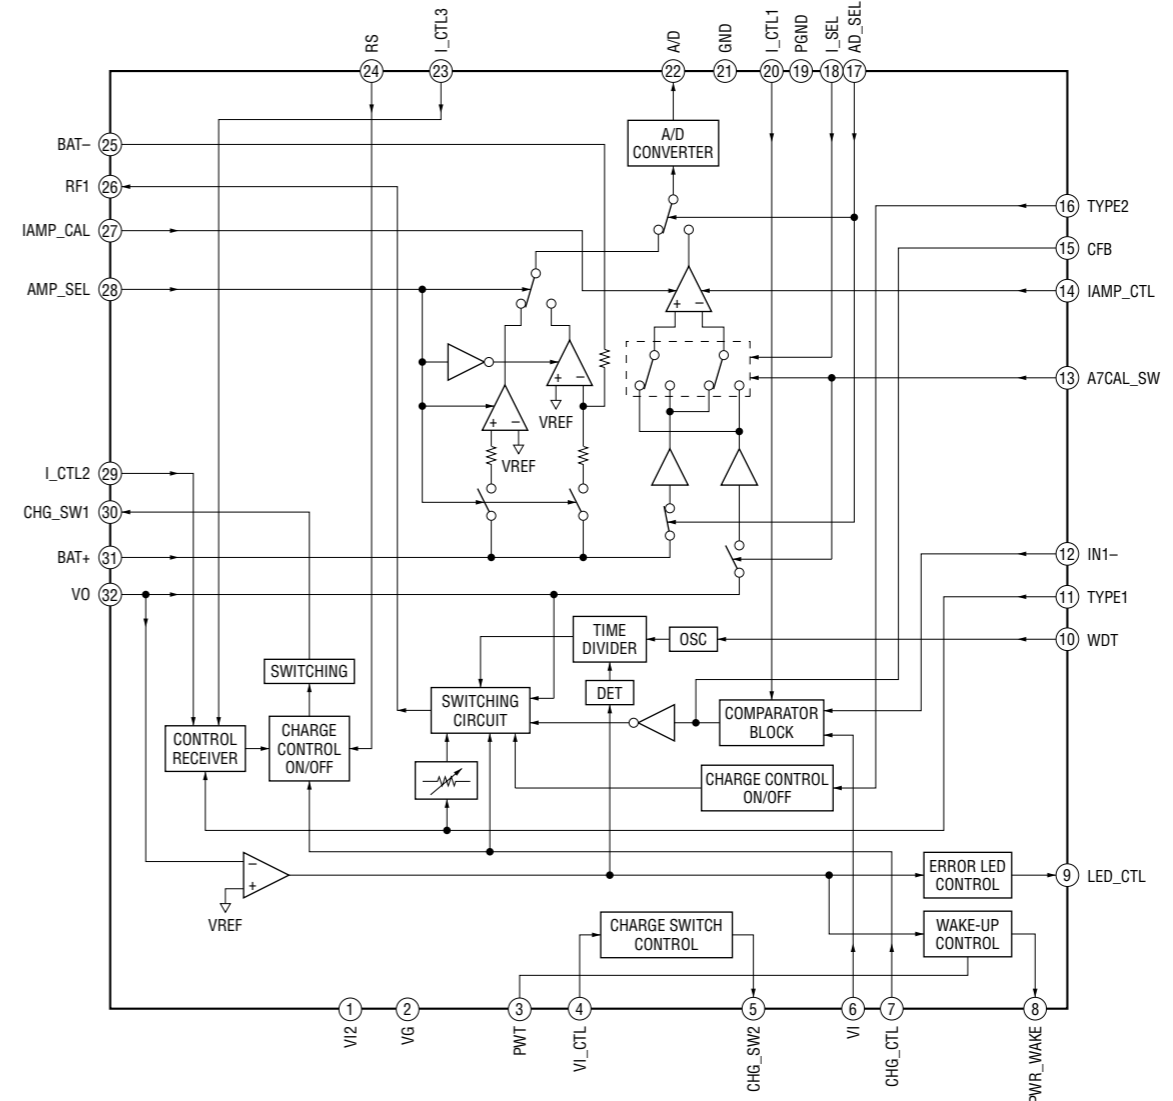 RS
I_CTL3
A/D
GND
I_CTL1
PGND
I_SEL
AD_SEL
24
23
22
21
20
19
18
17
BAT–
25
RF1
26
IAMP_CAL
27
AMP_SEL
28
I_CTL2
29
CHG_SW1
30
BAT+
31
VO
32
A/D
CONVERTER
16
TYPE2
15
CFB
14
IAMP_CTL
13
A7CAL_SW
12
IN1–
11
TYPE1
10
WDT
9
LED_CTL
+
–
+
–
VREF
+
–
VREF
TIME
DIVIDER
OSC
DET
SWITCHING
SWITCHING
CIRCUIT
COMPARATOR
BLOCK
CONTROL
RECEIVER
CHARGE
CONTROL
ON/OFF
CHARGE CONTROL
ON/OFF
–
+
VREF
ERROR LED
CONTROL
CHARGE SWITCH
CONTROL
WAKE-UP
CONTROL
1
2
3
4
5
6
7
8
VI2
VG
PWT
VI_CTL
CHG_SW2
VI
CHG_CTL
PWR_WAKE